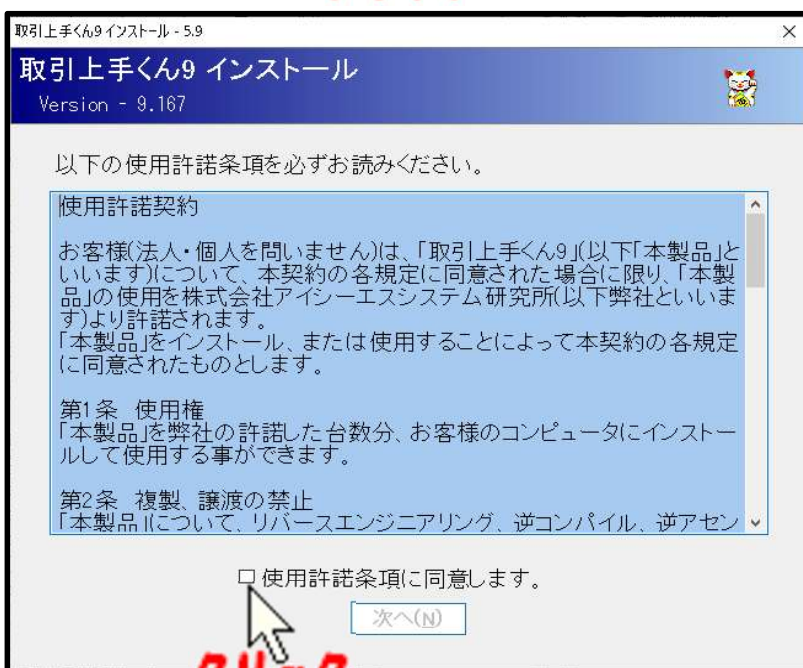 取引上手くん9インストール - 5.9
取引上手くん9 インストール
Version - 9.167
以下の使用許諾条項を必ずお読みください。
使用許諾契約
お客様(法人・個人を問いません)は、「取引上手くん9」(以下「本製品」と
いいます)について、本契約の各規定に同意された場合に限り、「本製
品」の使用を株式会社アイシーエスシステム研究所(以下弊社といいま
す)より許諾されます。
「本製品」をインストール、または使用することによって本契約の各規定
に同意されたものとします。
第1条 使用権
「本製品」を弊社の許諾した台数分、お客様のコンピュータにインストー
ルして使用する事ができます。
第2条 複製、譲渡の禁止
「本製品」について、リバースエンジニアリング、逆コンパイル、逆アセン
使用許諾条項に同意します。
次へ(N)